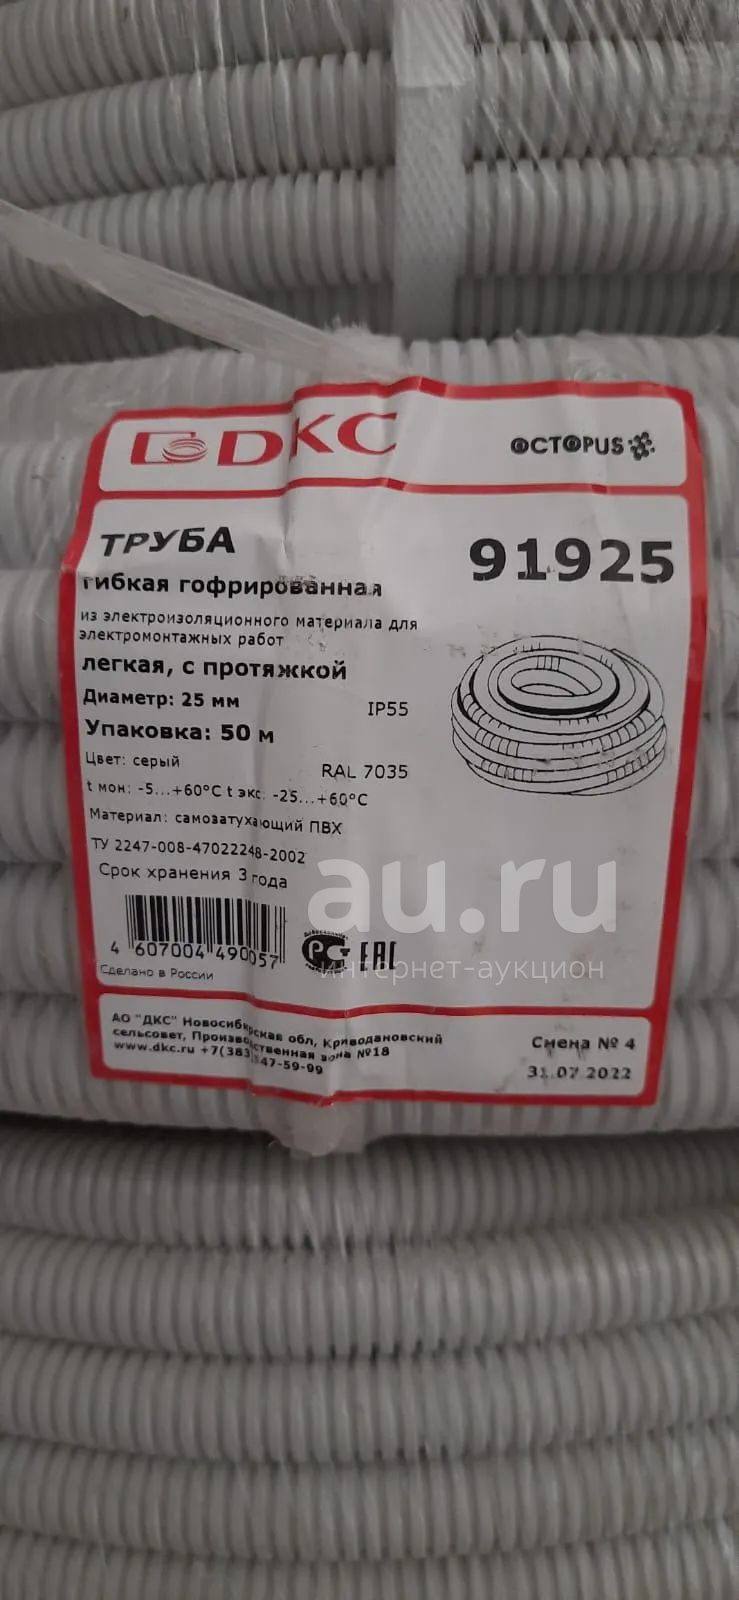 DKC
OCTOPUS
ТРУБА
91925
гибкая гофрированная
из электроизоляционного материала для
электромонтажных работ
легкая, с протяжкой
Диаметр: 25 мм
IP55
Упаковка: 50 м
Цвет: серый
RAL 7035
t мон: -5...+60°C t экс: -25...+60°C
Материал: самозатухающий ПВХ
ТУ 2247-008-47022248-2002
Срок хранения 3 года
4 607004 490057
РСТ EAC
Сделано в России
au.ru
интернет-аукцион
АО "ДКС" Новосибирская обл, Криводановский
сельсовет, Производственная зона №18
www.dkc.ru +7(383)347-59-99
Смена № 4
31.07.2022